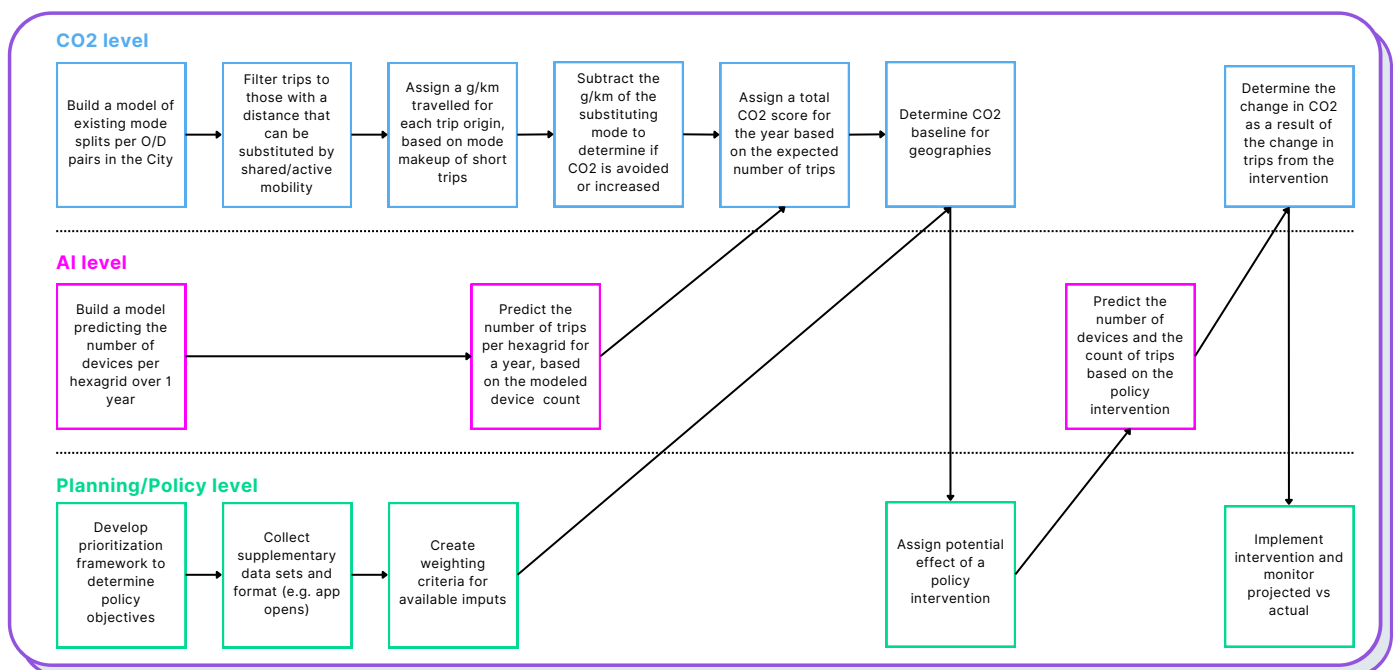 CO2 level
Build a model of
existing mode
splits per O/D
pairs in the City
Filter trips to
those with a
distance that
can be
substituted by
shared/active
mobility
Assign a g/km
travelled for
each trip origin,
based on mode
makeup of short
trips
Subtract the
g/km of the
substituting
mode to
determine if
CO2 is avoided
or increased
Assign a total
CO2 score for
the year based
on the expected
number of trips
Determine CO2
baseline for
geographies
Determine the
change in CO2
as a result of
the change in
trips from the
intervention
AI level
Build a model
predicting the
number of
devices per
hexagrid over 1
year
Predict the
number of trips
per hexagrid for
a year, based
on the modeled
device count
Predict the
number of
devices and the
count of trips
based on the
policy
intervention
Planning/Policy level
Develop
prioritization
framework to
determine
policy
objectives
Collect
supplementary
data sets and
format (e.g. app
opens)
Create
weighting
criteria for
available imputs
Assign potential
effect of a
policy
intervention
Implement
intervention and
monitor
projected vs
actual